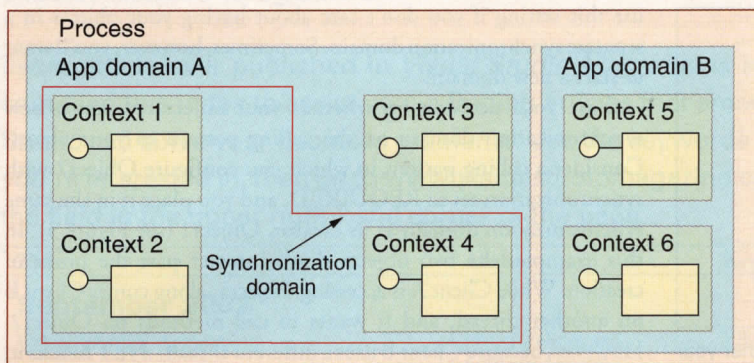 Process
App domain A
App domain B
Context 1
Context 3
Context 5
Context 2
Synchronization
domain
Context 4
Context 6